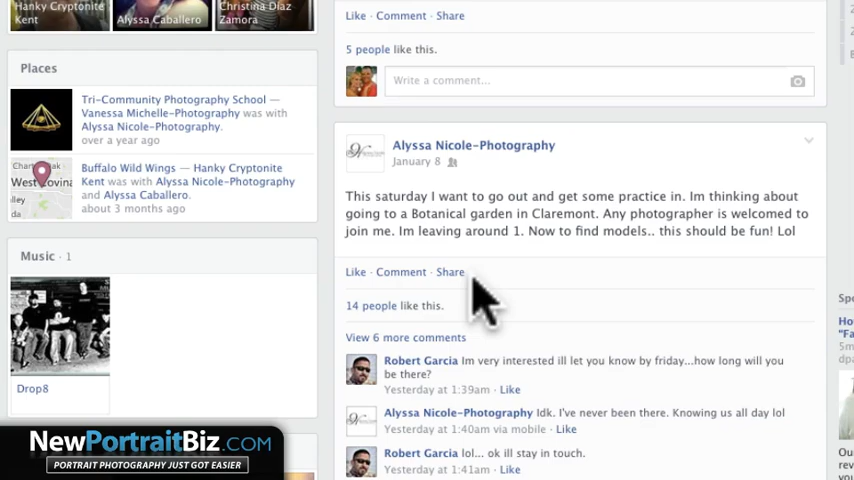 Hanky Cryptonite
Kent
Alyssa Caballero
Christina Diaz
Zamora
Places
Tri-Community Photography School —
Vanessa Michelle-Photography was with
Alyssa Nicole-Photography.
over a year ago
Buffalo Wild Wings — Hanky Cryptonite
Kent was with Alyssa Nicole-Photography
and Alyssa Caballero.
about 3 months ago
Music · 1
Drop8
Like · Comment · Share
5 people like this.
Write a comment...
Alyssa Nicole-Photography
January 8
This saturday I want to go out and get some practice in. Im thinking about
going to a Botanical garden in Claremont. Any photographer is welcomed to
join me. Im leaving around 1. Now to find models.. this should be fun! Lol
Like · Comment · Share
14 people like this.
View 6 more comments
Robert Garcia Im very interested ill let you know by friday...how long will you
be there?
Yesterday at 1:39am · Like
Alyssa Nicole-Photography Idk. I've never been there. Knowing us all day lol
Yesterday at 1:40am via mobile · Like
Robert Garcia lol... ok ill stay in touch.
Yesterday at 1:41am · Like
NewPortraitBiz.com
PORTRAIT PHOTOGRAPHY JUST GOT EASIER